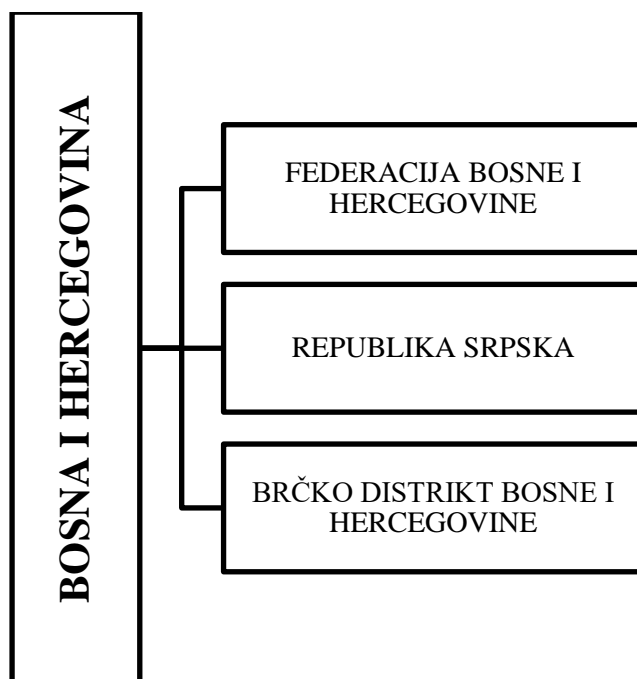 BOSNA I HERCEGOVINA
FEDERACIJA BOSNE I
HERCEGOVINE
REPUBLIKA SRPSKA
BRČKO DISTRIKT BOSNE I
HERCEGOVINE